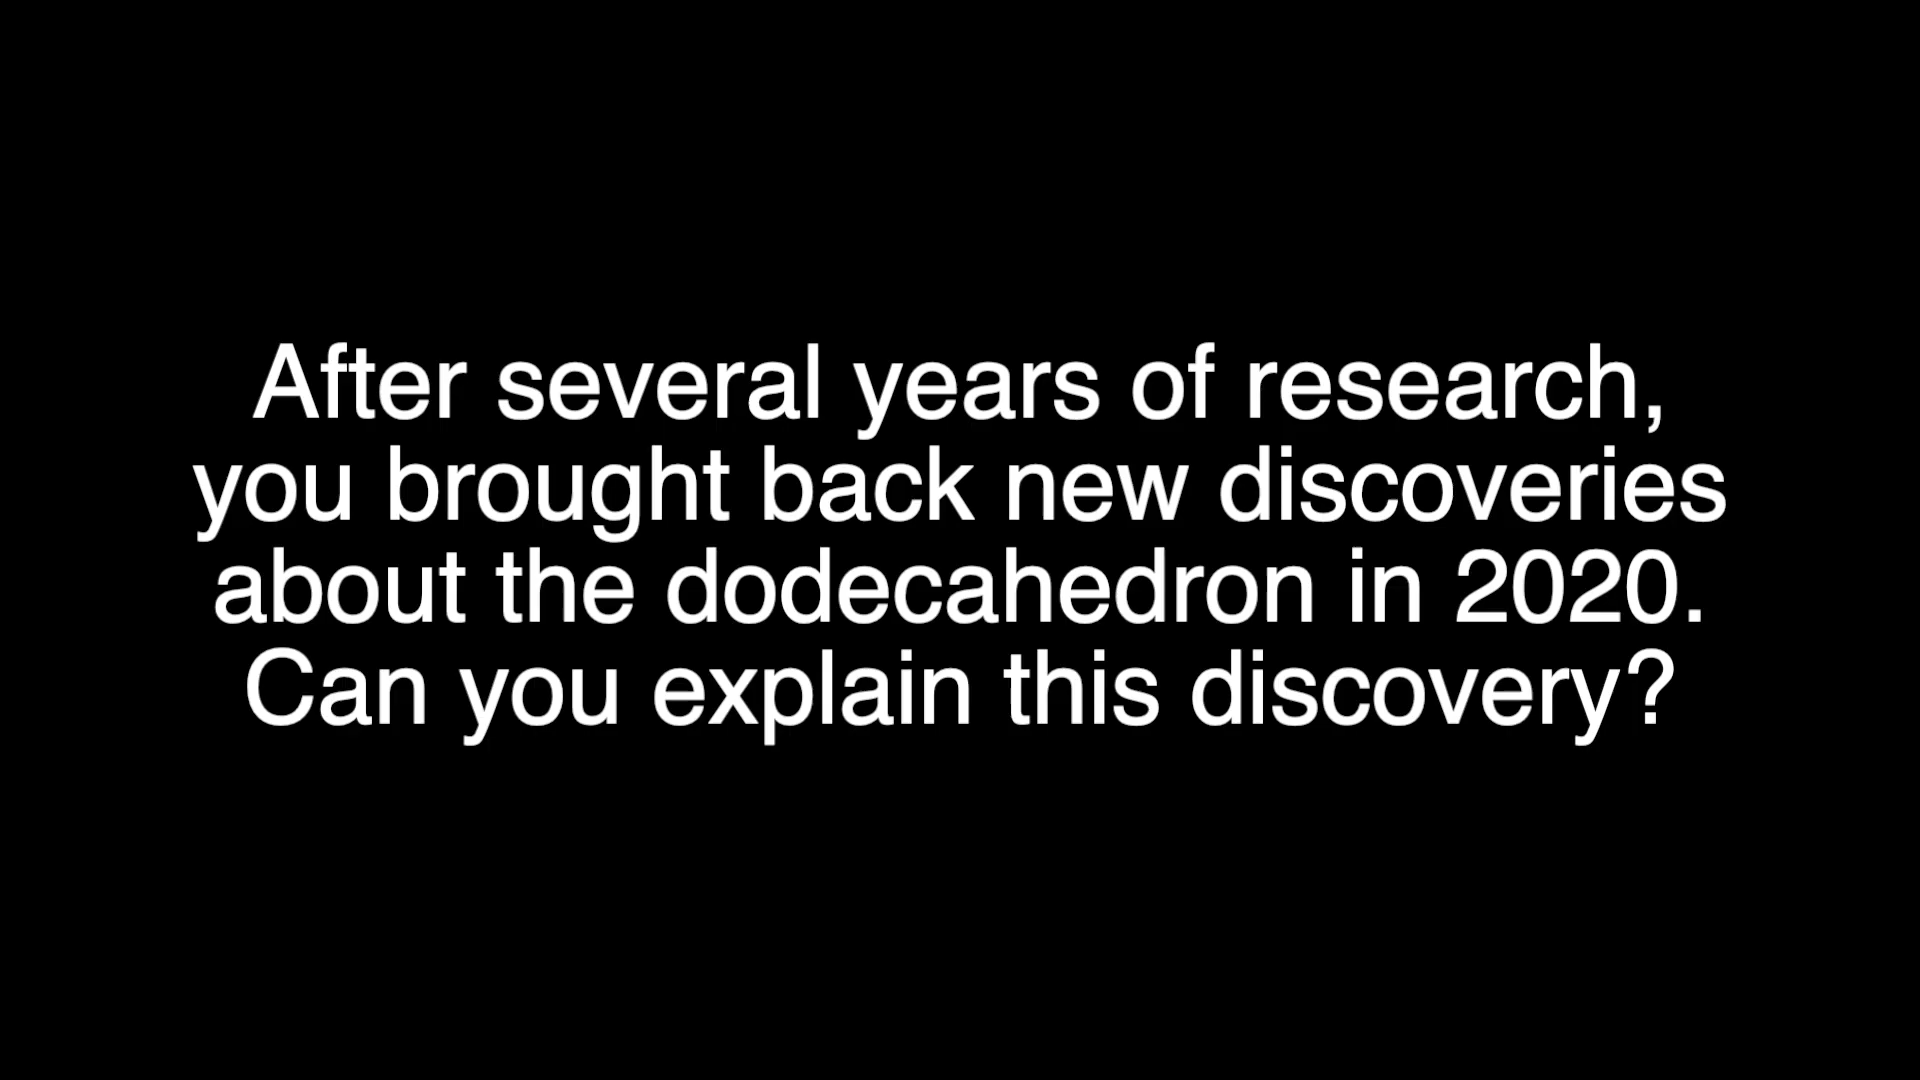 After several years of research,
you brought back new discoveries
about the dodecahedron in 2020.
Can you explain this discovery?